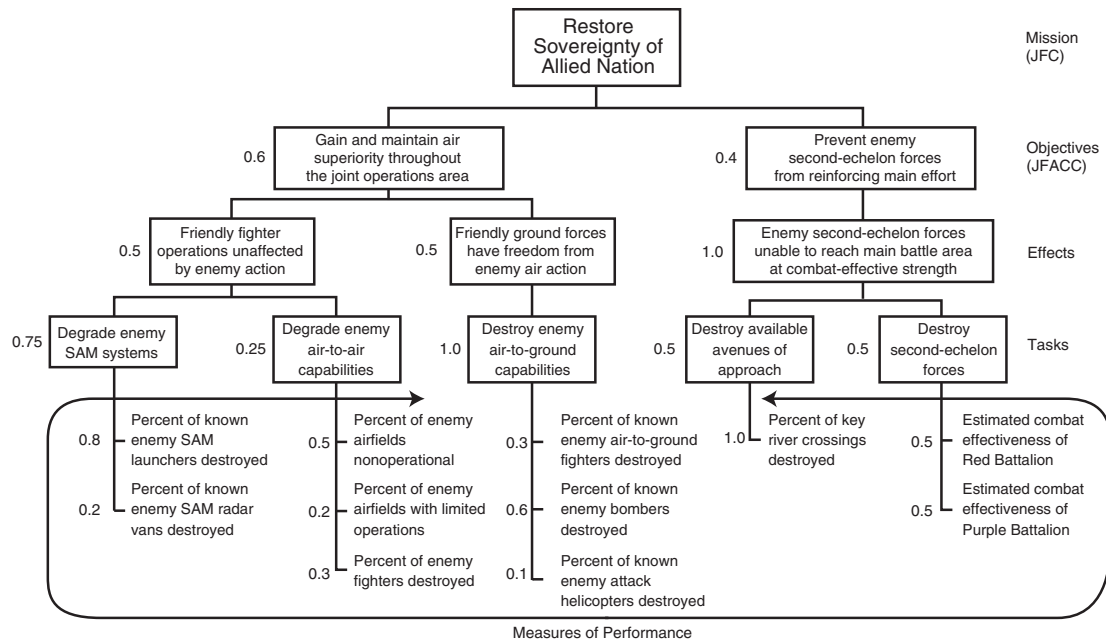 Restore
Sovereignty of
Allied Nation
Mission
(JFC)
0.6
Gain and maintain air
superiority throughout
the joint operations area
0.4
Prevent enemy
second-echelon forces
from reinforcing main effort
Objectives
(JFACC)
0.5
Friendly fighter
operations unaffected
by enemy action
0.5
Friendly ground forces
have freedom from
enemy air action
1.0
Enemy second-echelon forces
unable to reach main battle area
at combat-effective strength
Effects
0.75
Degrade enemy
SAM systems
0.25
Degrade enemy
air-to-air
capabilities
1.0
Destroy enemy
air-to-ground
capabilities
0.5
Destroy available
avenues of
approach
0.5
Destroy
second-echelon
forces
Tasks
0.8
Percent of known
enemy SAM
launchers destroyed
0.2
Percent of known
enemy SAM radar
vans destroyed
0.5
Percent of enemy
airfields
nonoperational
0.2
Percent of enemy
airfields with limited
operations
0.3
Percent of enemy
fighters destroyed
0.3
Percent of known
enemy air-to-ground
fighters destroyed
0.6
Percent of known
enemy bombers
destroyed
0.1
Percent of known
enemy attack
helicopters destroyed
1.0
Percent of key
river crossings
destroyed
0.5
Estimated combat
effectiveness of
Red Battalion
0.5
Estimated combat
effectiveness of
Purple Battalion
Measures of Performance